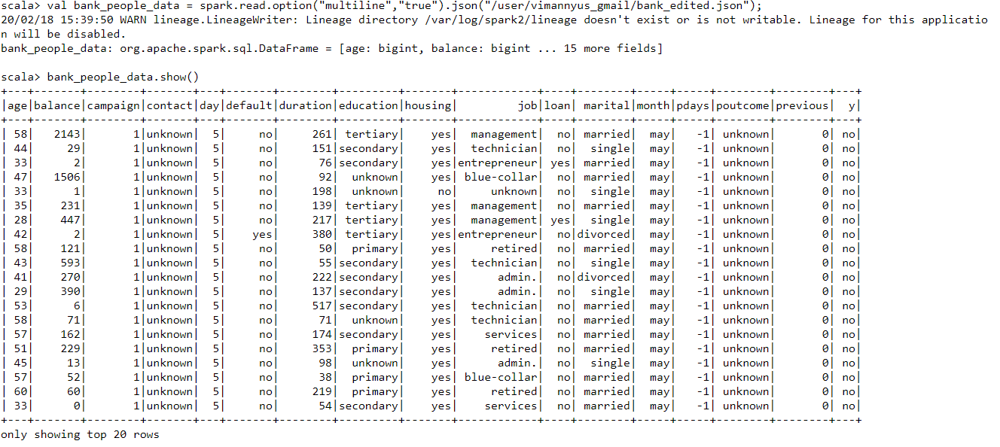 scala> val bank_people_data = spark.read.option("multiline","true").json("/user/vimannyus_gmail/bank_edited.json");
20/02/18 15:39:50 WARN lineage.LineageWriter: Lineage directory /var/log/spark2/lineage doesn't exist or is not writable. Lineage for this applicatio
n will be disabled.
bank_people_data: org.apache.spark.sql.DataFrame = [age: bigint, balance: bigint ... 15 more fields]
scala> bank_people_data.show()
+---+-------+--------+-------+---+-------+--------+---------+-------+------------+----+--------+-----+-----+--------+--------+---+
|age|balance|campaign|contact|day|default|duration|education|housing|         job|loan| marital|month|pdays|poutcome|previous|  y|
+---+-------+--------+-------+---+-------+--------+---------+-------+------------+----+--------+-----+-----+--------+--------+---+
| 58|   2143|       1|unknown|  5|     no|     261| tertiary|    yes|  management|  no| married|  may|   -1| unknown|       0| no|
| 44|     29|       1|unknown|  5|     no|     151|secondary|    yes|  technician|  no|  single|  may|   -1| unknown|       0| no|
| 33|      2|       1|unknown|  5|     no|      76|secondary|    yes|entrepreneur| yes| married|  may|   -1| unknown|       0| no|
| 47|   1506|       1|unknown|  5|     no|      92|  unknown|    yes| blue-collar|  no| married|  may|   -1| unknown|       0| no|
| 33|      1|       1|unknown|  5|     no|     198|  unknown|     no|     unknown|  no|  single|  may|   -1| unknown|       0| no|
| 35|    231|       1|unknown|  5|     no|     139| tertiary|    yes|  management|  no| married|  may|   -1| unknown|       0| no|
| 28|    447|       1|unknown|  5|     no|     217| tertiary|    yes|  management| yes|  single|  may|   -1| unknown|       0| no|
| 42|      2|       1|unknown|  5|    yes|     380| tertiary|    yes|entrepreneur|  no|divorced|  may|   -1| unknown|       0| no|
| 58|    121|       1|unknown|  5|     no|      50|  primary|    yes|     retired|  no| married|  may|   -1| unknown|       0| no|
| 43|    593|       1|unknown|  5|     no|      55|secondary|    yes|  technician|  no|  single|  may|   -1| unknown|       0| no|
| 41|    270|       1|unknown|  5|     no|     222|secondary|    yes|      admin.|  no|divorced|  may|   -1| unknown|       0| no|
| 29|    390|       1|unknown|  5|     no|     137|secondary|    yes|      admin.|  no|  single|  may|   -1| unknown|       0| no|
| 53|      6|       1|unknown|  5|     no|     517|secondary|    yes|  technician|  no| married|  may|   -1| unknown|       0| no|
| 58|     71|       1|unknown|  5|     no|      71|  unknown|    yes|  technician|  no| married|  may|   -1| unknown|       0| no|
| 57|    162|       1|unknown|  5|     no|     174|secondary|    yes|    services|  no| married|  may|   -1| unknown|       0| no|
| 51|    229|       1|unknown|  5|     no|     353|  primary|    yes|     retired|  no| married|  may|   -1| unknown|       0| no|
| 45|     13|       1|unknown|  5|     no|      98|  unknown|    yes|      admin.|  no|  single|  may|   -1| unknown|       0| no|
| 57|     52|       1|unknown|  5|     no|      38|  primary|    yes| blue-collar|  no| married|  may|   -1| unknown|       0| no|
| 60|     60|       1|unknown|  5|     no|     219|  primary|    yes|     retired|  no| married|  may|   -1| unknown|       0| no|
| 33|      0|       1|unknown|  5|     no|      54|secondary|    yes|    services|  no| married|  may|   -1| unknown|       0| no|
+---+-------+--------+-------+---+-------+--------+---------+-------+------------+----+--------+-----+-----+--------+--------+---+
only showing top 20 rows